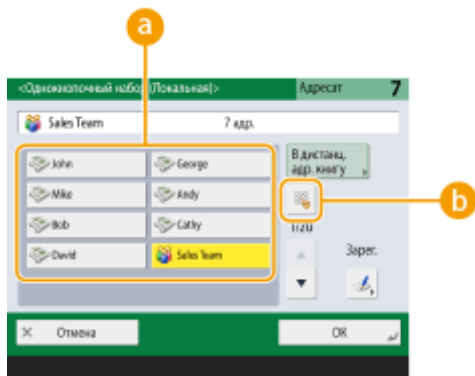 a
<Однокнопочный набор (Локальная)>
Адресат 7
Sales Team 7 адр.
John George
В дистанц.
адр. книгу
Mike Andy
b
Bob Cathy
1/20
David Sales Team
Зарег.
× Отмена
OK